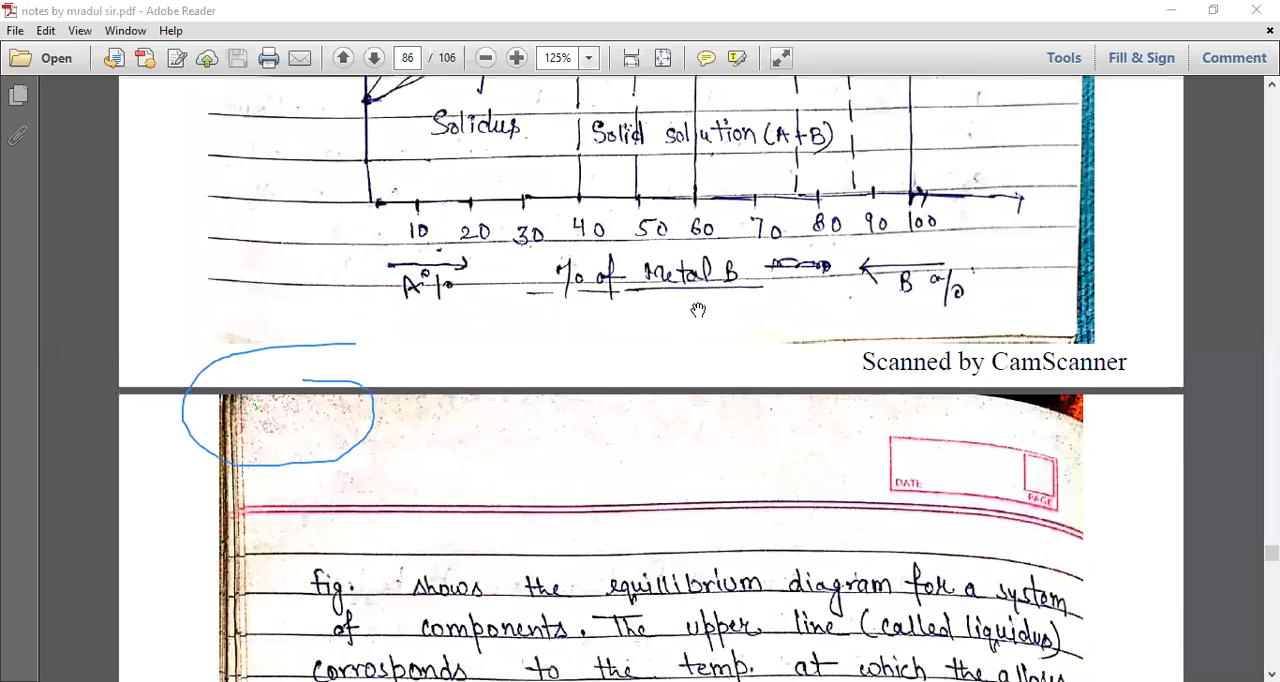 notes by mradul sir.pdf - Adobe Reader
File Edit View Window Help
Open 86 / 106 125% Tools Fill & Sign Comment
Solidus Solid solution (A+B)
10 20 30 40 50 60 70 80 90 100
A% % of Metal B B %
Scanned by CamScanner
DATE
PAGE
fig. shows the equillibrium diagram for a system
of components. The upper line (called liquidus)
corrosponds to the temp. at which the alloys